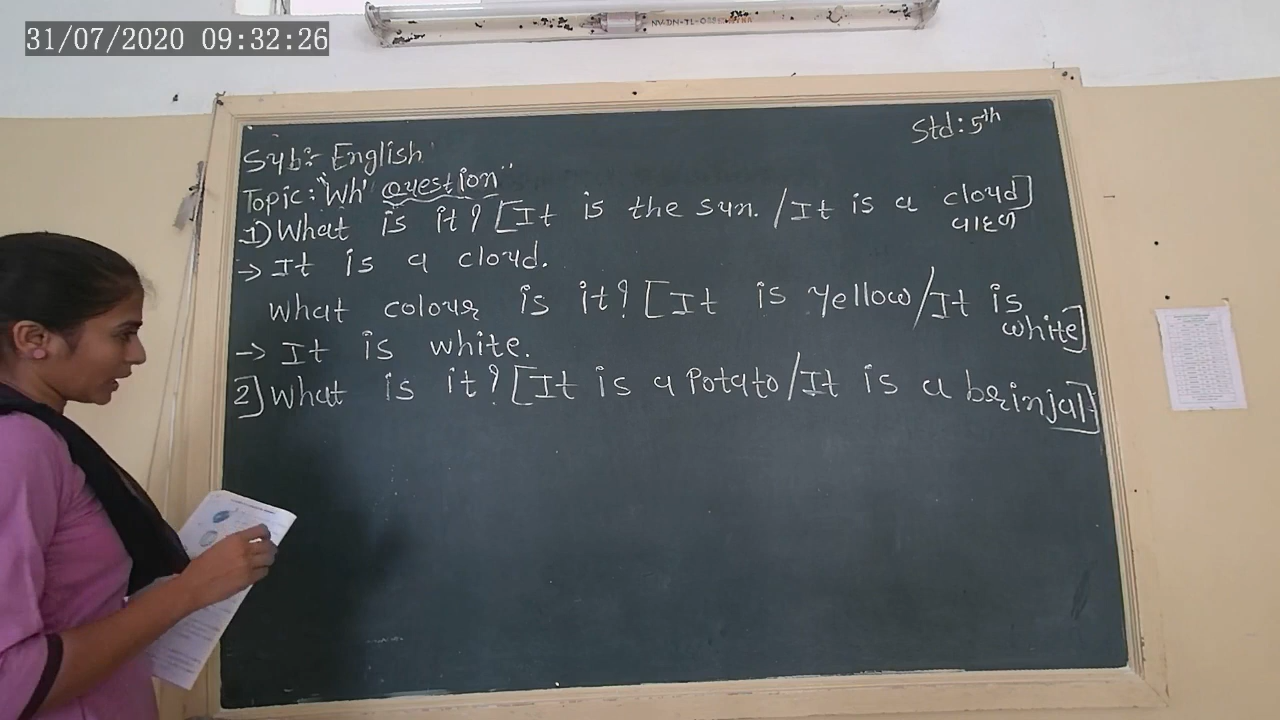 31/07/2020 09:32:26
Std: 5th
Sub:- English
Topic: "Wh' question"
1) What is it? [It is the sun. / It is a cloud]
વાદળ
→ It is a cloud.
What colour is it? [It is yellow / It is
white]
→ It is white.
2] What is it? [It is a Potato / It is a brinjal]